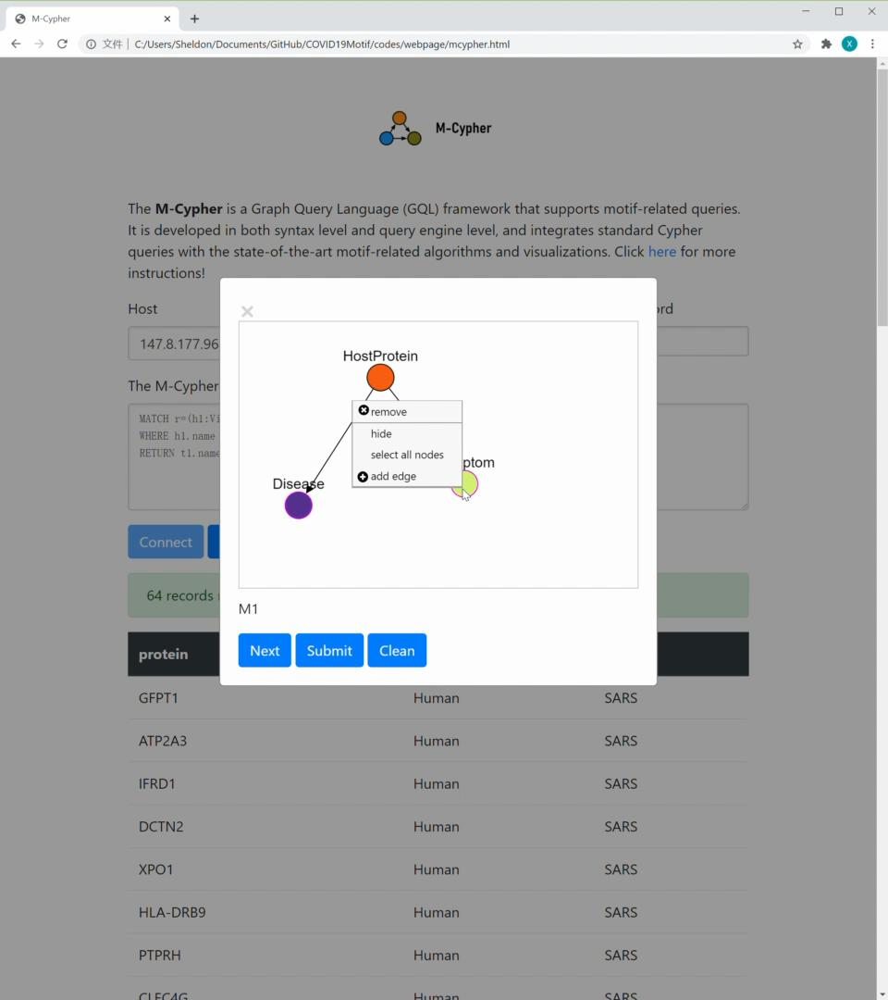 M-Cypher
文件
C:/Users/Sheldon/Documents/GitHub/COVID19Motif/codes/webpage/mcypher.html
X
M-Cypher
The M-Cypher is a Graph Query Language (GQL) framework that supports motif-related queries.
It is developed in both syntax level and query engine level, and integrates standard Cypher
queries with the state-of-the-art motif-related algorithms and visualizations. Click here for more
instructions!
Host
147.8.177.96
The M-Cypher
MATCH r=(h1:Vi
WHERE h1.name
RETURN t1.name
Connect
64 records
HostProtein
remove
hide
select all nodes
add edge
Disease
ptom
M1
Next Submit Clean
protein
GFPT1 Human SARS
ATP2A3 Human SARS
IFRD1 Human SARS
DCTN2 Human SARS
XPO1 Human SARS
HLA-DRB9 Human SARS
PTPRH Human SARS
CLEC4G Human SARS